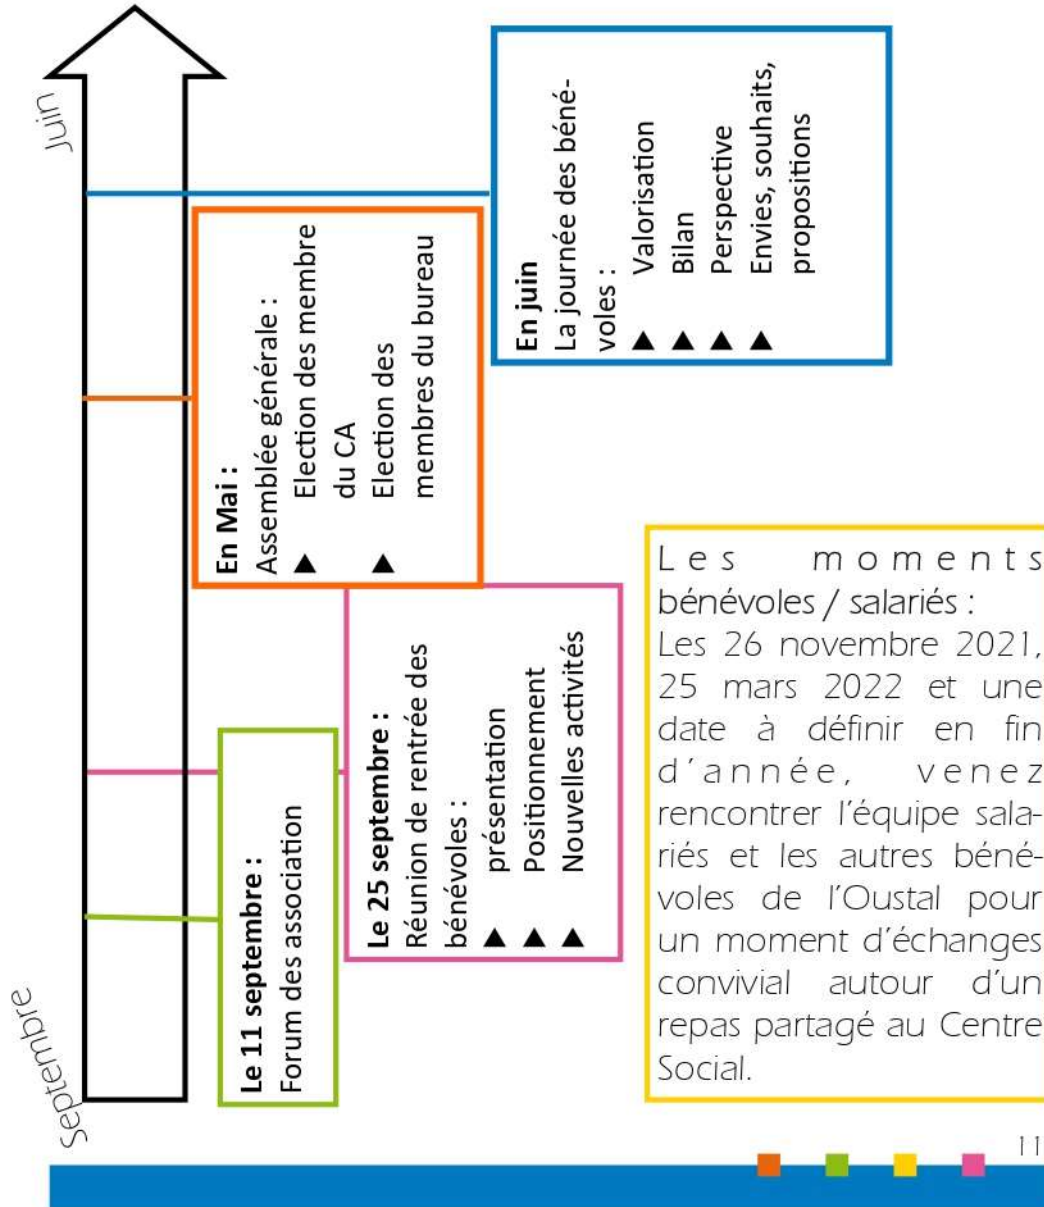 Septembre
Juin
Le 11 septembre :
Forum des association
Le 25 septembre :
Réunion de rentrée des
bénévoles :
▶ présentation
▶ Positionnement
▶ Nouvelles activités
En Mai :
Assemblée générale :
▶ Election des membre
du CA
▶ Election des
membres du bureau
En juin
La journée des béné-
voles :
▶ Valorisation
▶ Bilan
▶ Perspective
▶ Envies, souhaits,
propositions
Les moments
bénévoles / salariés :
Les 26 novembre 2021,
25 mars 2022 et une
date à définir en fin
d'année, venez
rencontrer l'équipe sala-
riés et les autres béné-
voles de l'Oustal pour
un moment d'échanges
convivial autour d'un
repas partagé au Centre
Social.
11